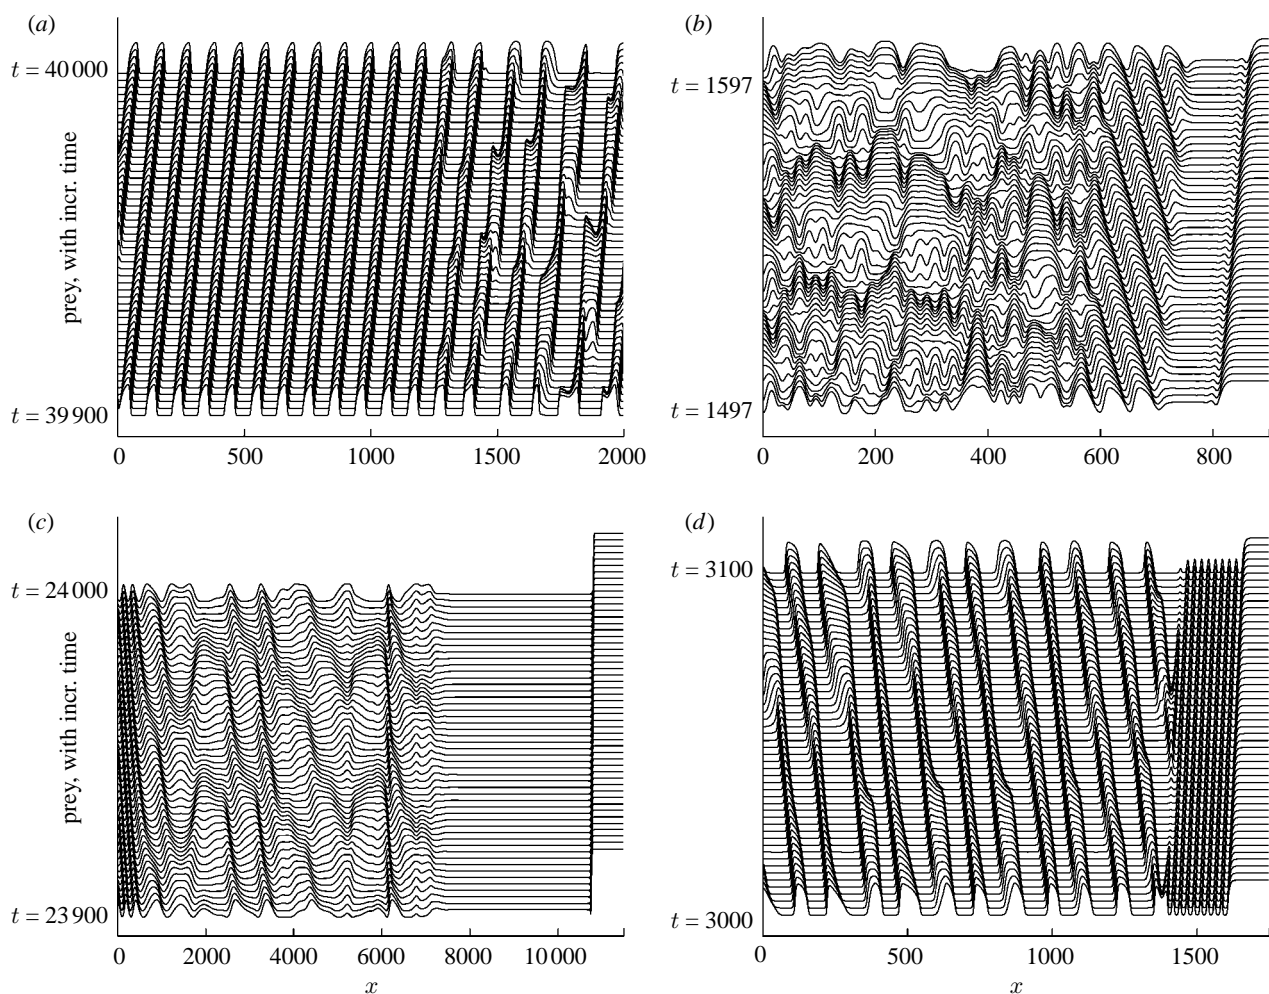 (a)
(b)
t = 40 000
t = 1597
prey, with incr. time
t = 39 900
t = 1497
0 500 1000 1500 2000
0 200 400 600 800
(c)
(d)
t = 24 000
t = 3100
prey, with incr. time
t = 23 900
t = 3000
0 2000 4000 6000 8000 10 000
0 500 1000 1500
x
x